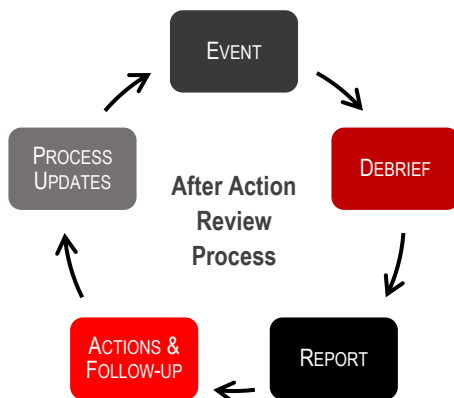 EVENT
DEBRIEF
REPORT
ACTIONS &
FOLLOW-UP
PROCESS
UPDATES
After Action
Review
Process